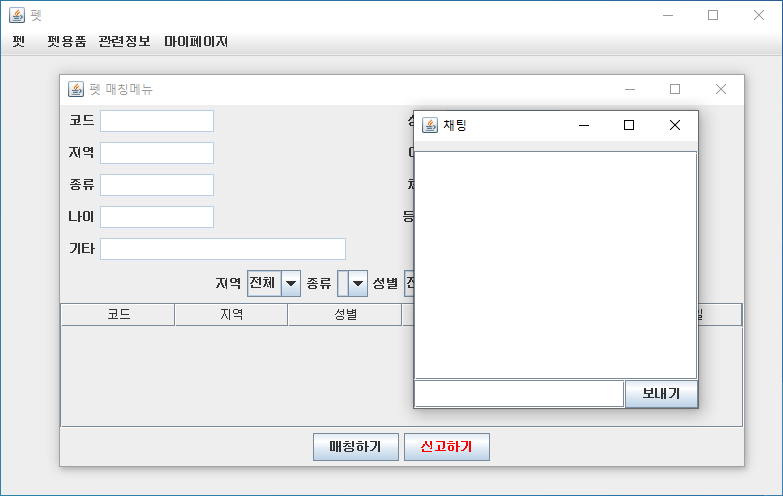 펫
펫 펫용품 관련정보 마이페이지
펫 매칭메뉴
채팅
코드
지역
종류
나이
기타
지역 전체 종류 성별
코드 지역 성별
보내기
매칭하기 신고하기